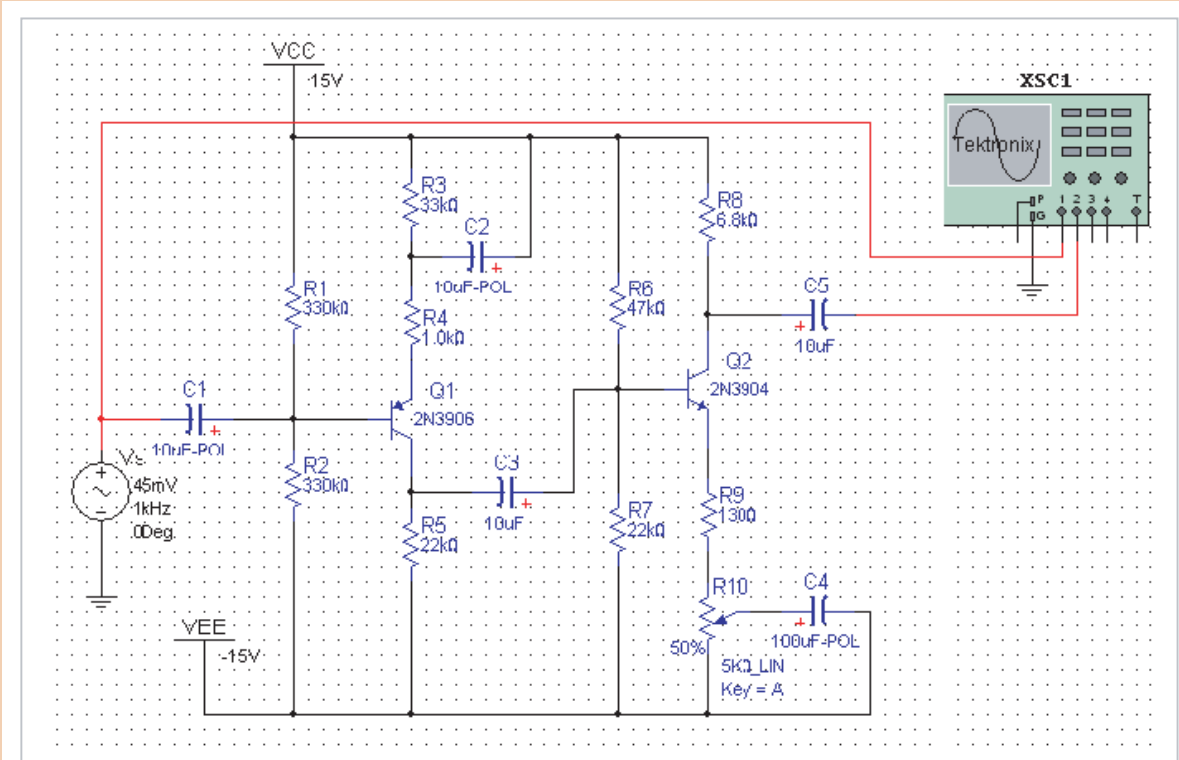 VCC
15V
XSC1
Tektronix
P
G
1 2 3 4 T
R3
33kΩ
C2
10uF-POL
R8
6.8kΩ
R1
330kΩ
R4
1.0kΩ
R6
47kΩ
C5
10uF
Q1
2N3906
Q2
2N3904
C1
10uF-POL
Vs
45mV
1kHz
0Deg
R2
330kΩ
C3
10uF
R5
22kΩ
R7
22kΩ
R9
130Ω
R10
50%
5KΩ_LIN
Key = A
C4
100uF-POL
VEE
-15V